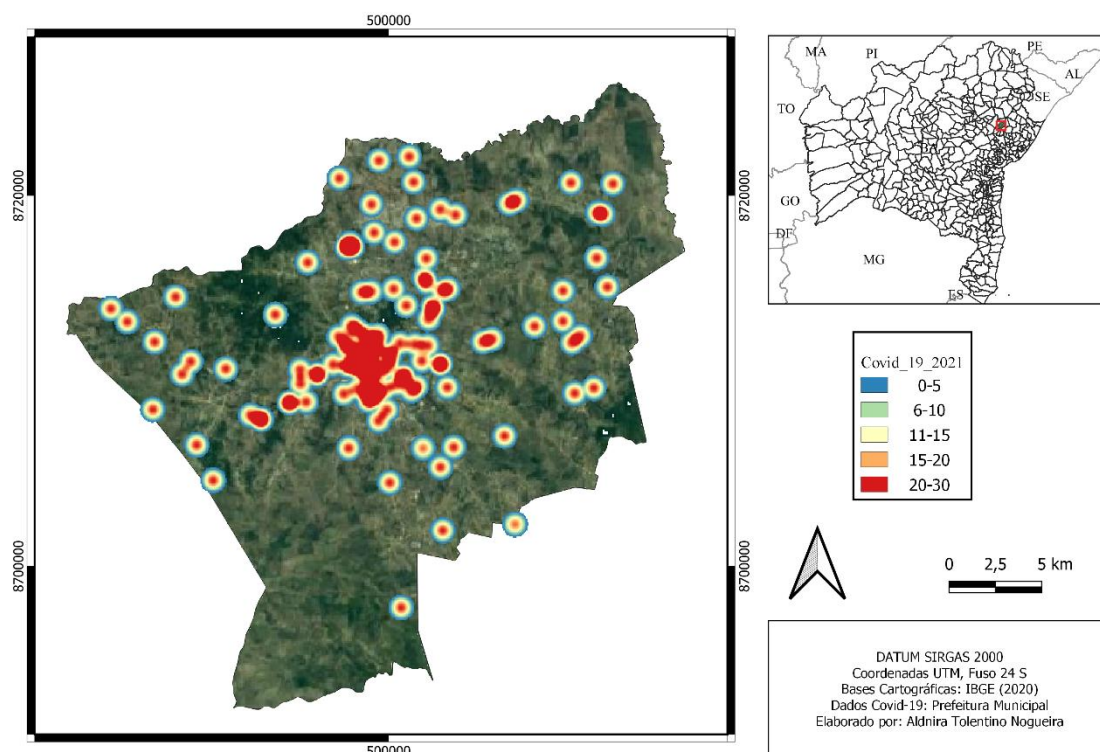 500000
8720000
8700000
500000
8720000
8700000
MA
PI
PE
AL
SE
TO
BA
GO
DF
MG
ES
Covid_19_2021
0-5
6-10
11-15
15-20
20-30
0 2,5 5 km
DATUM SIRGAS 2000
Coordenadas UTM, Fuso 24 S
Bases Cartográficas: IBGE (2020)
Dados Covid-19: Prefeitura Municipal
Elaborado por: Aldnira Tolentino Nogueira